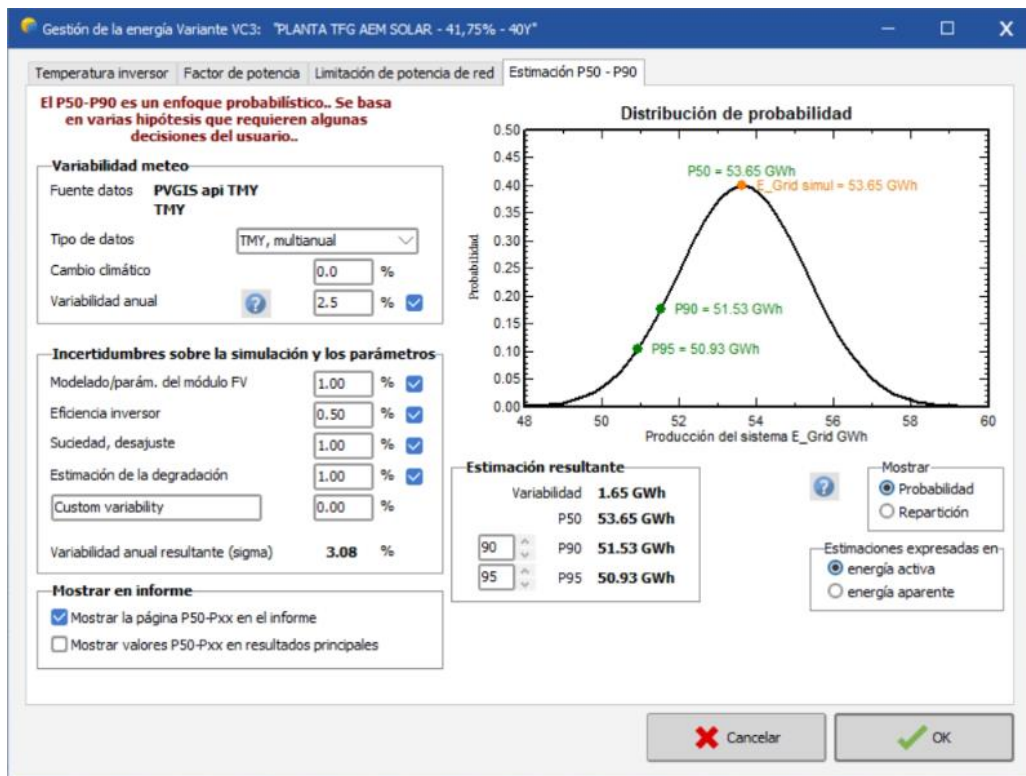 Gestión de la energía Variante VC3: "PLANTA TFG AEM SOLAR - 41,75% - 40Y"
Temperatura inversor
Factor de potencia
Limitación de potencia de red
Estimación P50 - P90
El P50-P90 es un enfoque probabilístico.. Se basa
en varias hipótesis que requieren algunas
decisiones del usuario..
Variabilidad meteo
Fuente datos PVGIS api TMY
TMY
Tipo de datos TMY, multianual
Cambio climático 0.0 %
Variabilidad anual ? 2.5 %
Incertidumbres sobre la simulación y los parámetros
Modelado/parám. del módulo FV 1.00 %
Eficiencia inversor 0.50 %
Suciedad, desajuste 1.00 %
Estimación de la degradación 1.00 %
Custom variability 0.00 %
Variabilidad anual resultante (sigma) 3.08 %
Mostrar en informe
Mostrar la página P50-Pxx en el informe
Mostrar valores P50-Pxx en resultados principales
Distribución de probabilidad
Probabilidad
0.50
0.45
0.40
0.35
0.30
0.25
0.20
0.15
0.10
0.05
0.00
P50 = 53.65 GWh
E_Grid simul = 53.65 GWh
P90 = 51.53 GWh
P95 = 50.93 GWh
48 50 52 54 56 58 60
Producción del sistema E_Grid GWh
Estimación resultante
Variabilidad 1.65 GWh
P50 53.65 GWh
90 P90 51.53 GWh
95 P95 50.93 GWh
?
Mostrar
Probabilidad
Repartición
Estimaciones expresadas en
energía activa
energía aparente
Cancelar
OK